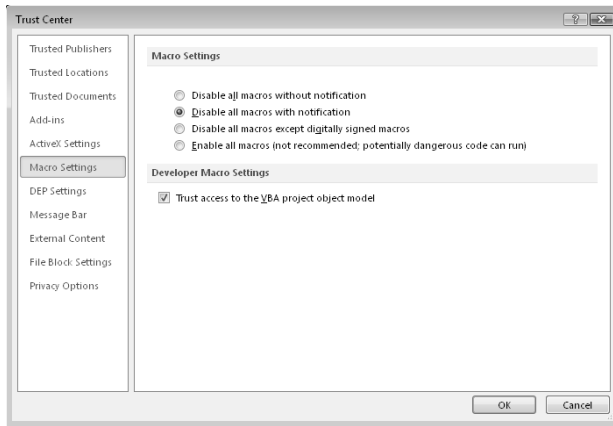 Trust Center
Trusted Publishers
Trusted Locations
Trusted Documents
Add-ins
ActiveX Settings
Macro Settings
DEP Settings
Message Bar
External Content
File Block Settings
Privacy Options
Macro Settings
Disable all macros without notification
Disable all macros with notification
Disable all macros except digitally signed macros
Enable all macros (not recommended; potentially dangerous code can run)
Developer Macro Settings
Trust access to the VBA project object model
OK
Cancel